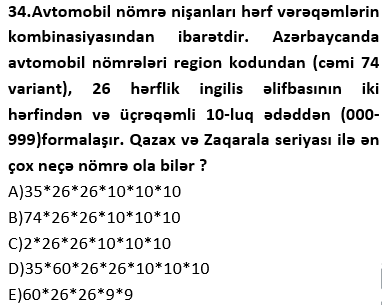 34.Avtomobil nömrə nişanları hərf vərəqəmlərin
kombinasiyasından ibarətdir. Azərbaycanda
avtomobil nömrələri region kodundan (cəmi 74
variant), 26 hərflik ingilis əlifbasının iki
hərfindən və üçrəqəmli 10-luq ədəddən (000-
999)formalaşır. Qazax və Zaqarala seriyası ilə ən
çox neçə nömrə ola bilər ?
A)35*26*26*10*10*10
B)74*26*26*10*10*10
C)2*26*26*10*10*10
D)35*60*26*26*10*10*10
E)60*26*26*9*9